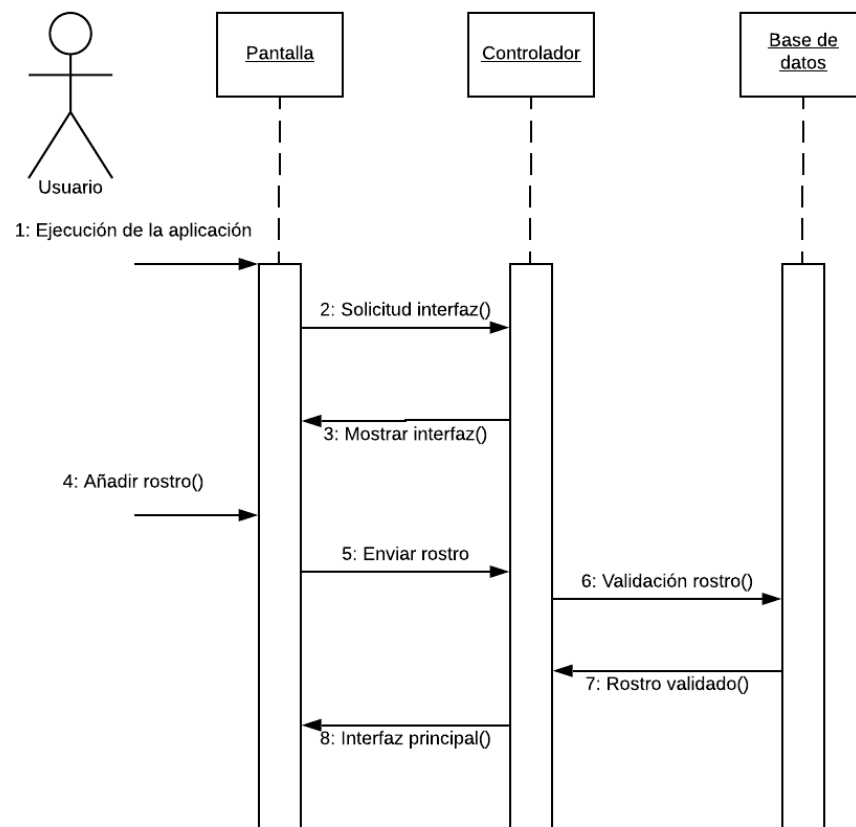 Pantalla
Controlador
Base de
datos
Usuario
1: Ejecución de la aplicación
2: Solicitud interfaz()
3: Mostrar interfaz()
4: Añadir rostro()
5: Enviar rostro
6: Validación rostro()
7: Rostro validado()
8: Interfaz principal()